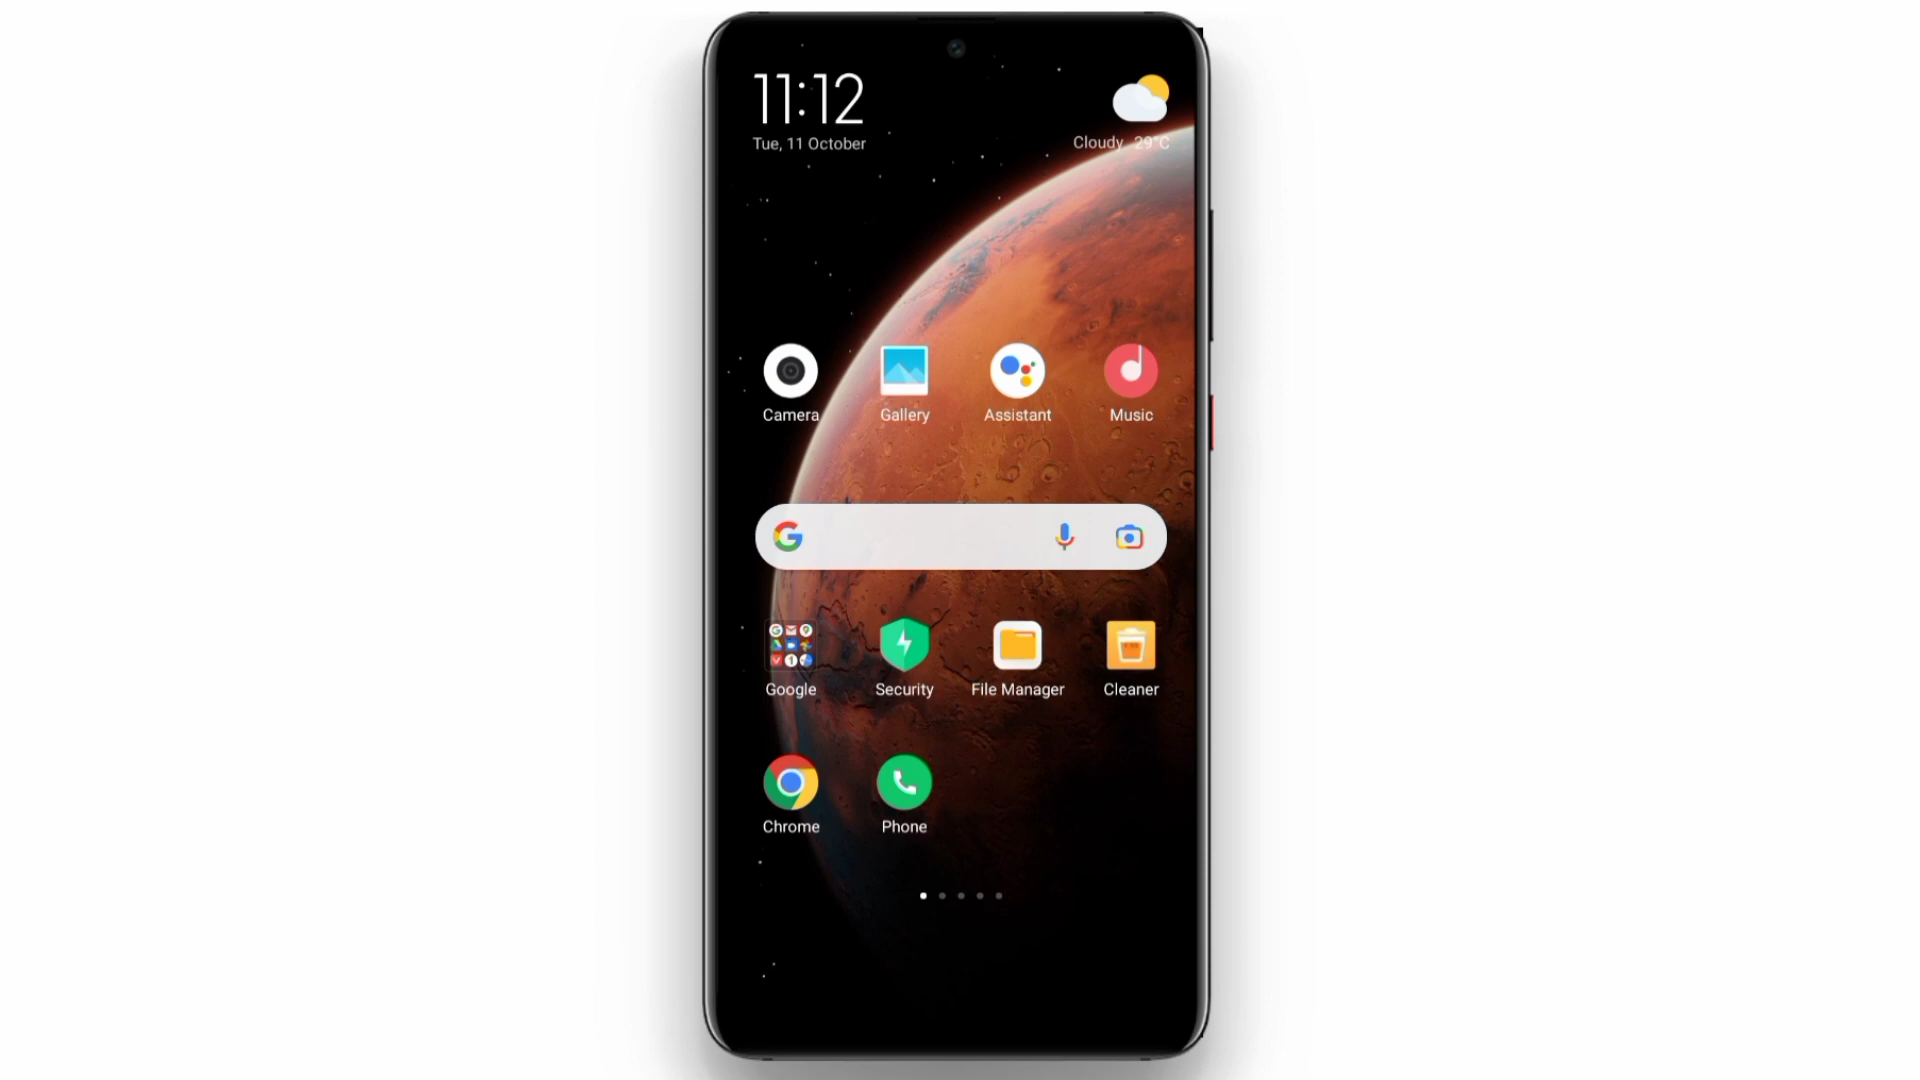 11:12
Tue, 11 October
Cloudy 29°C
Camera
Gallery
Assistant
Music
Google
Security
File Manager
Cleaner
Chrome
Phone